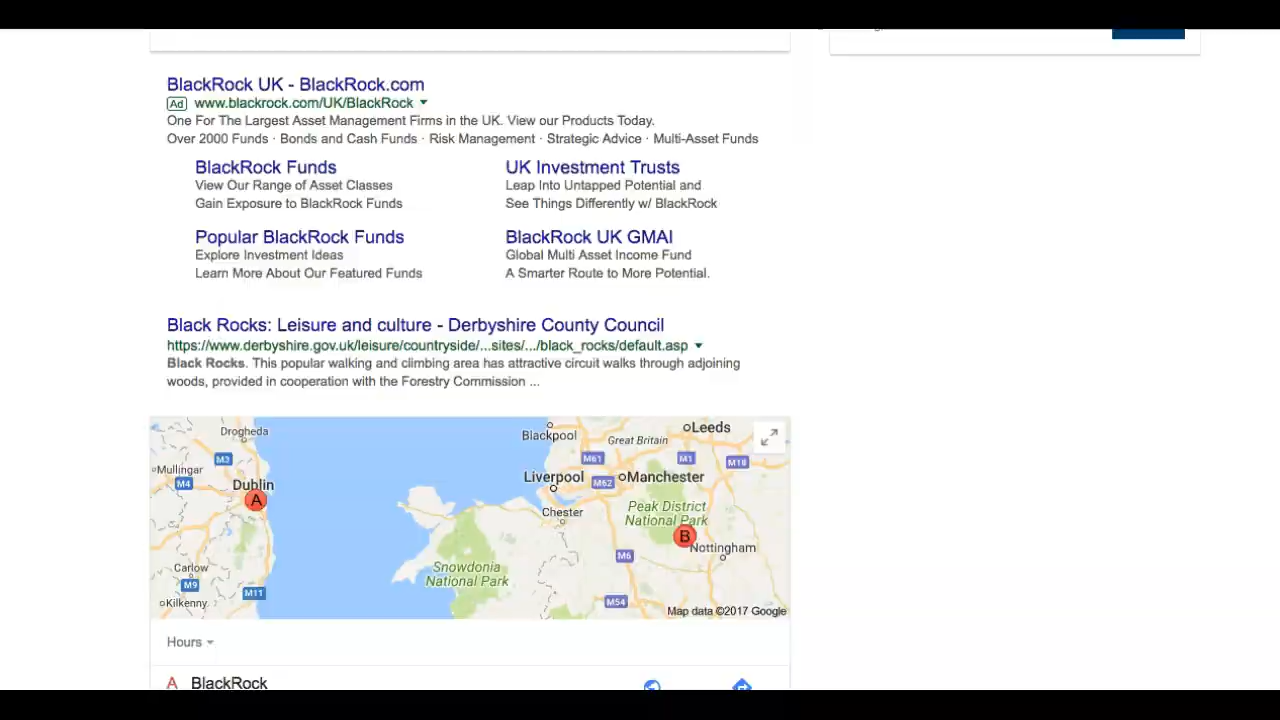 BlackRock UK - BlackRock.com
Ad www.blackrock.com/UK/BlackRock
One For The Largest Asset Management Firms in the UK. View our Products Today.
Over 2000 Funds · Bonds and Cash Funds · Risk Management · Strategic Advice · Multi-Asset Funds
BlackRock Funds
View Our Range of Asset Classes
Gain Exposure to BlackRock Funds
UK Investment Trusts
Leap Into Untapped Potential and
See Things Differently w/ BlackRock
Popular BlackRock Funds
Explore Investment Ideas
Learn More About Our Featured Funds
BlackRock UK GMAI
Global Multi Asset Income Fund
A Smarter Route to More Potential.
Black Rocks: Leisure and culture - Derbyshire County Council
https://www.derbyshire.gov.uk/leisure/countryside/...sites/.../black_rocks/default.asp
Black Rocks. This popular walking and climbing area has attractive circuit walks through adjoining
woods, provided in cooperation with the Forestry Commission ...
Drogheda
Blackpool
Great Britain
Leeds
M3
M61
M1
M18
Mullingar
M4
Dublin
A
Liverpool
M62
Manchester
Chester
Peak District
National Park
B
Nottingham
M6
Carlow
Snowdonia
National Park
M9
M11
Kilkenny
M54
Map data ©2017 Google
Hours
A BlackRock